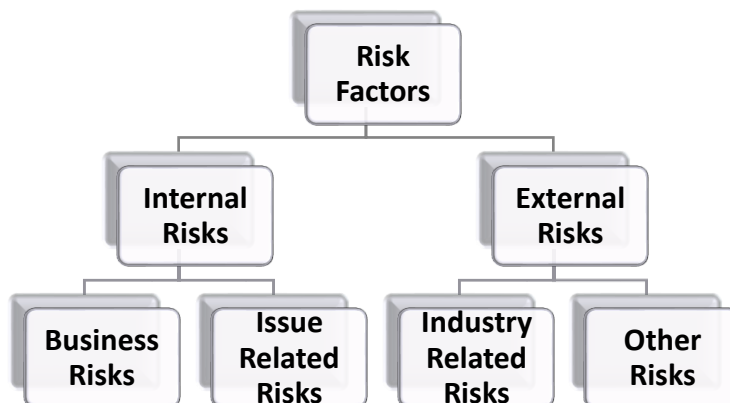 Risk
Factors
Internal
Risks
External
Risks
Business
Risks
Issue
Related
Risks
Industry
Related
Risks
Other
Risks